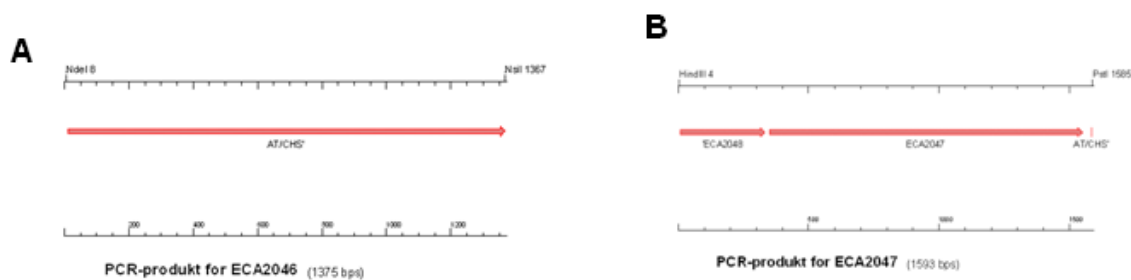 A
NdeI 8
NsiI 1367
AT/CHS'
200
400
600
800
1000
1200
PCR-produkt for ECA2046 (1375 bps)
B
HindIII 4
PstI 1585
'ECA2048
ECA2047
AT/CHS'
500
1000
1500
PCR-produkt for ECA2047 (1593 bps)